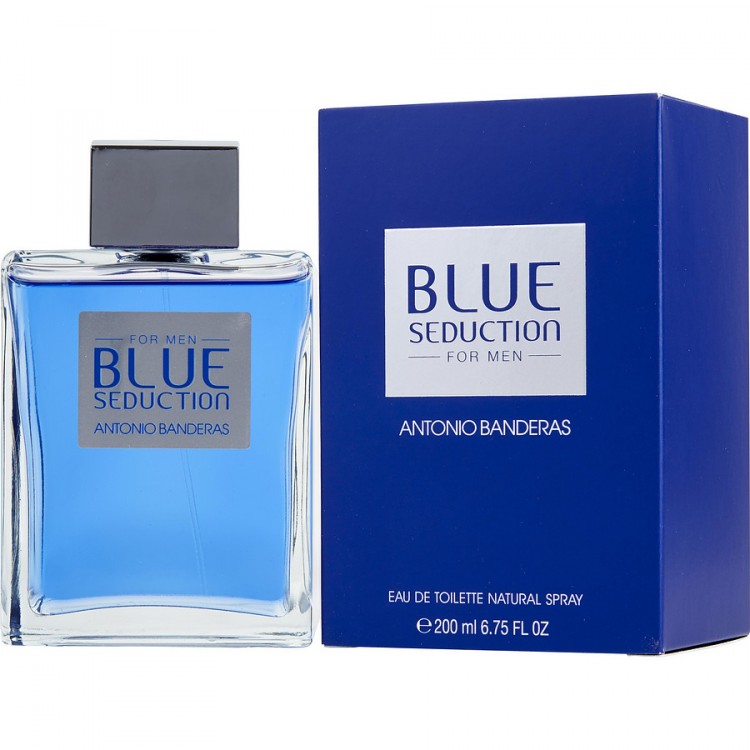 FOR MEN
BLUE
SEDUCTION
ANTONIO BANDERAS
BLUE
SEDUCTION
FOR MEN
ANTONIO BANDERAS
EAU DE TOILETTE NATURAL SPRAY
℮ 200 ml 6.75 FL OZ